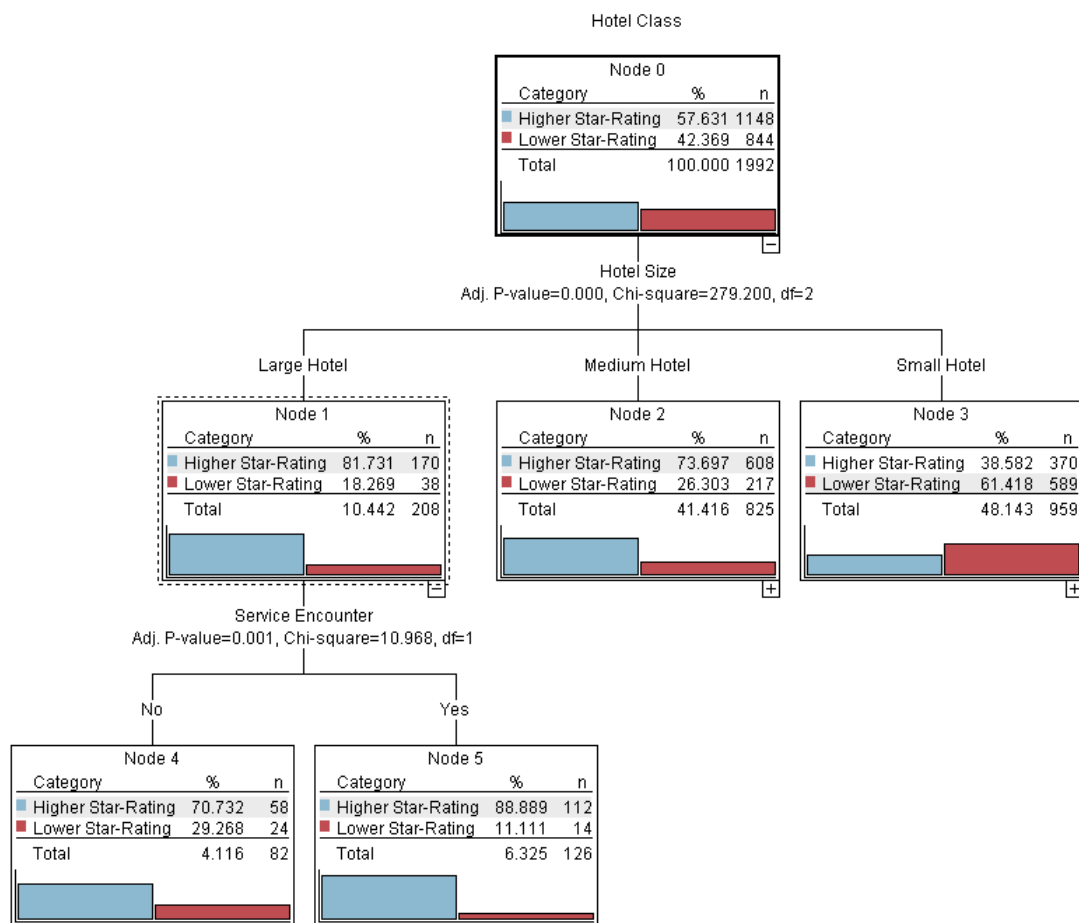 Hotel Class
Node 0
Category % n
Higher Star-Rating 57.631 1148
Lower Star-Rating 42.369 844
Total 100.000 1992
Hotel Size
Adj. P-value=0.000, Chi-square=279.200, df=2
Large Hotel
Medium Hotel
Small Hotel
Node 1
Category % n
Higher Star-Rating 81.731 170
Lower Star-Rating 18.269 38
Total 10.442 208
Node 2
Category % n
Higher Star-Rating 73.697 608
Lower Star-Rating 26.303 217
Total 41.416 825
Node 3
Category % n
Higher Star-Rating 38.582 370
Lower Star-Rating 61.418 589
Total 48.143 959
Service Encounter
Adj. P-value=0.001, Chi-square=10.968, df=1
No
Yes
Node 4
Category % n
Higher Star-Rating 70.732 58
Lower Star-Rating 29.268 24
Total 4.116 82
Node 5
Category % n
Higher Star-Rating 88.889 112
Lower Star-Rating 11.111 14
Total 6.325 126